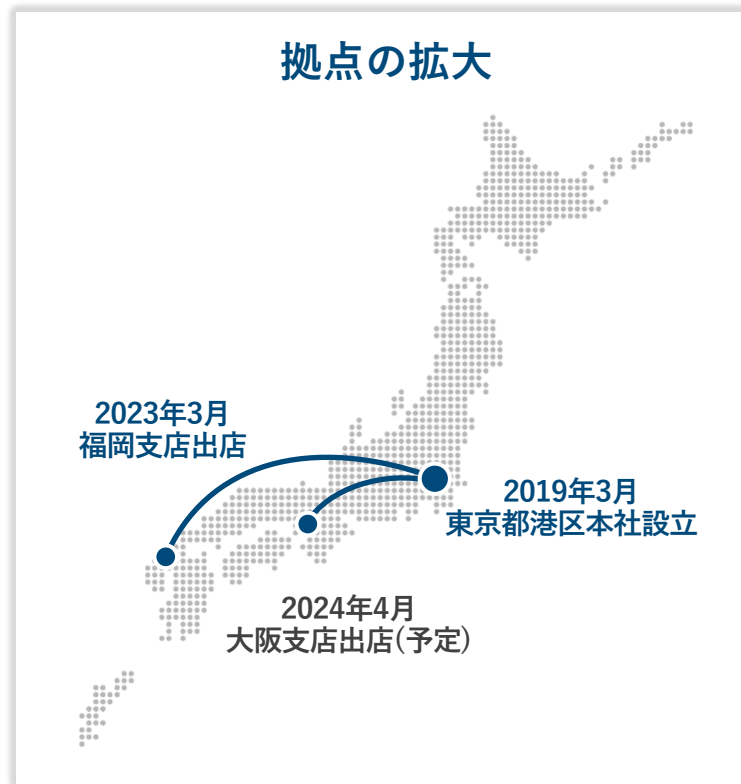 拠点の拡大
2023年3月
福岡支店出店
2019年3月
東京都港区本社設立
2024年4月
大阪支店出店(予定)